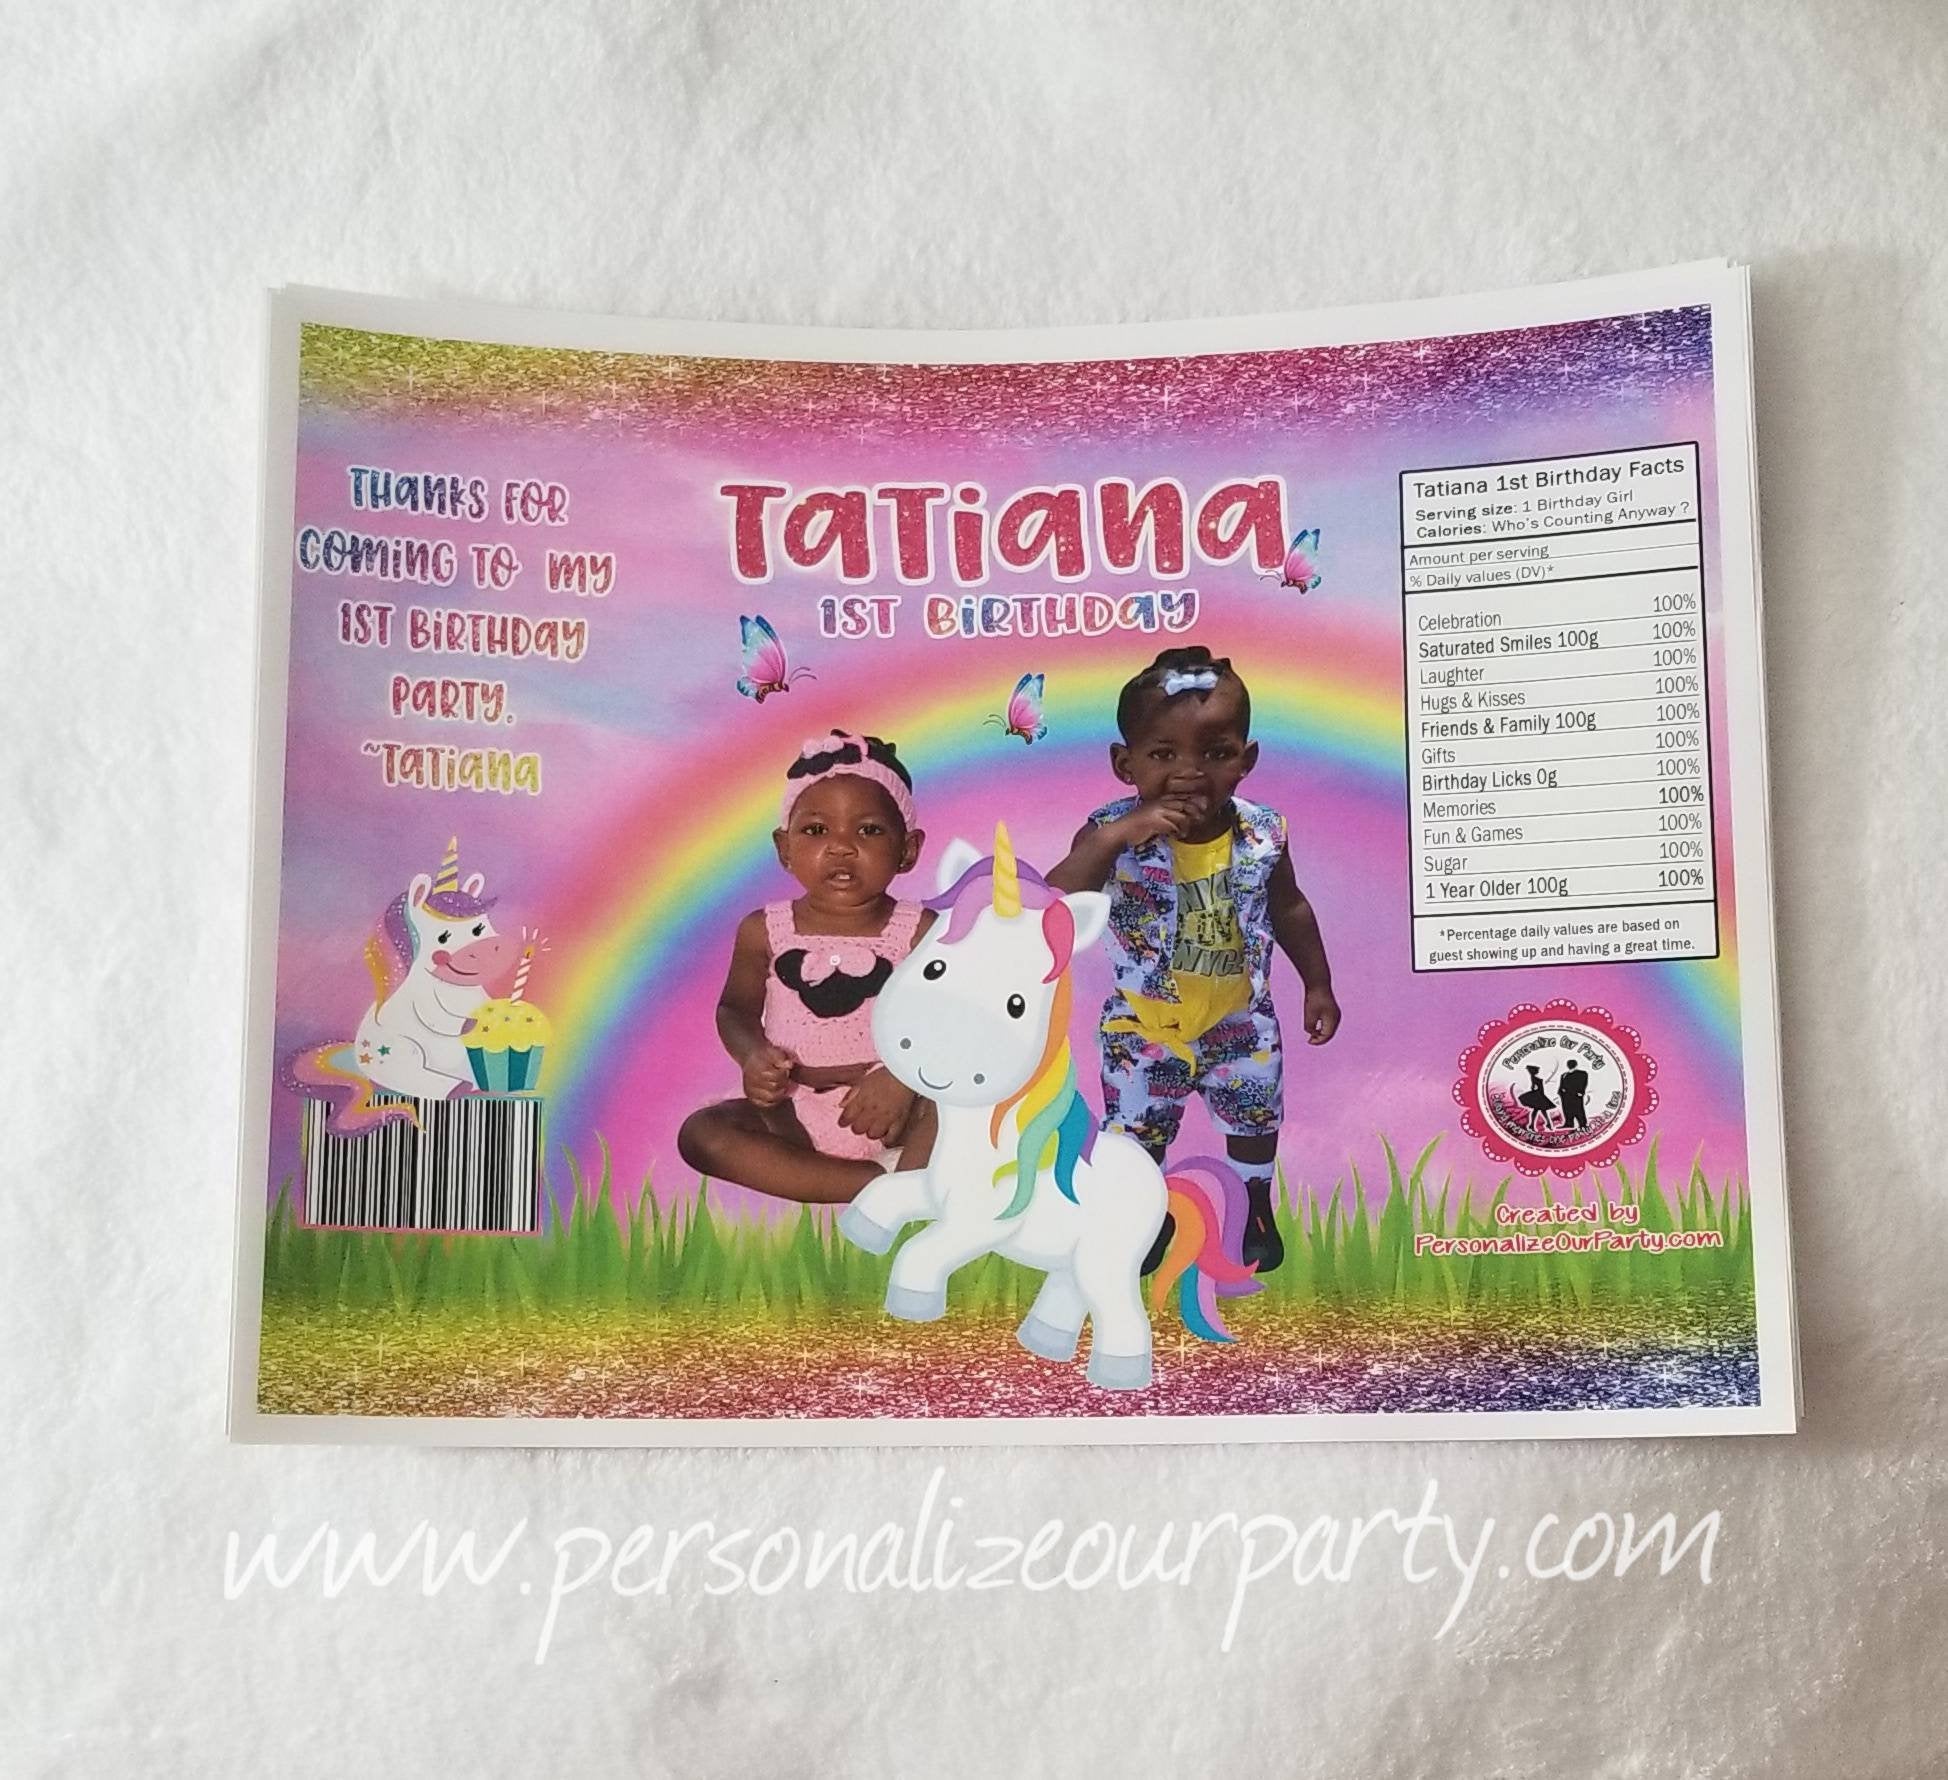 THANKS FOR
COMING TO MY
1ST BIRTHDAY
PARTY.
~TATIANA
TATIANA
1ST BIRTHDAY
Tatiana 1st Birthday Facts
Serving size: 1 Birthday Girl
Calories: Who's Counting Anyway ?
Amount per serving
% Daily values (DV)*
Celebration 100%
Saturated Smiles 100g 100%
Laughter 100%
Hugs & Kisses 100%
Friends & Family 100g 100%
Gifts 100%
Birthday Licks 0g 100%
Memories 100%
Fun & Games 100%
Sugar 100%
1 Year Older 100g 100%
*Percentage daily values are based on
guest showing up and having a great time.
Personalize Our Party
Created by
PersonalizeOurParty.com
NYC
NYC
www.personalizeourparty.com